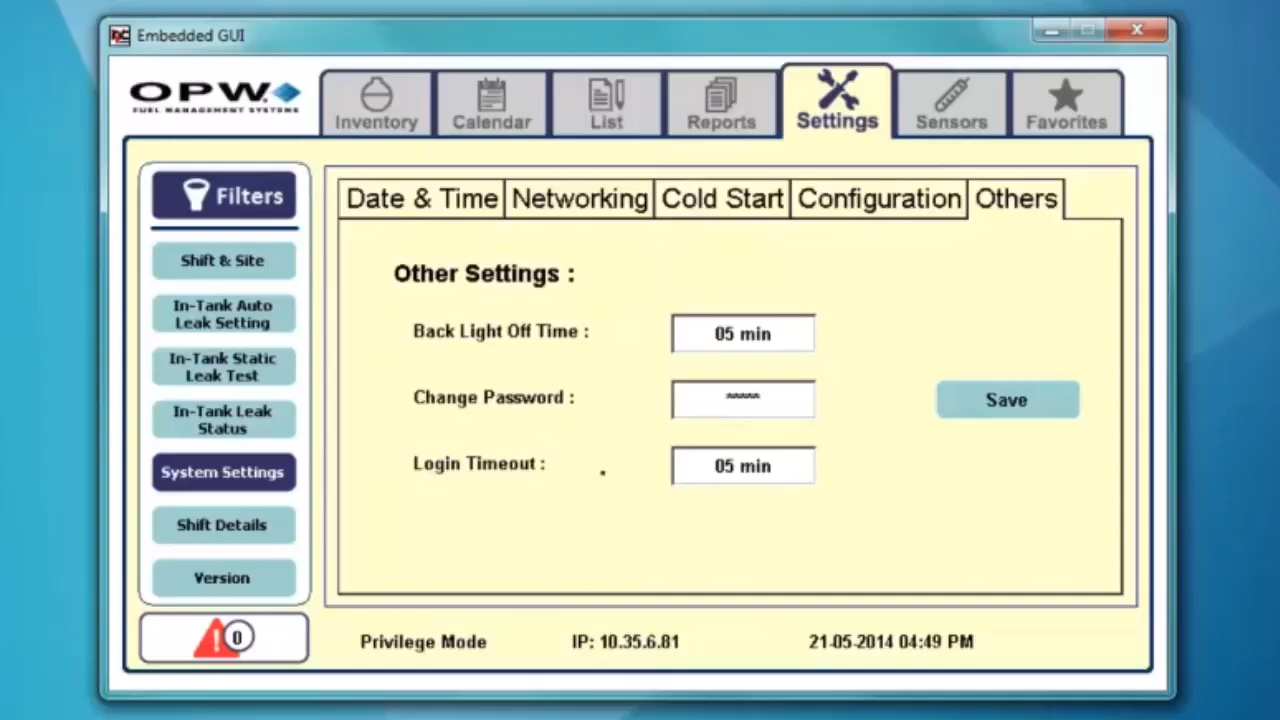 Embedded GUI
OPW
FUEL MANAGEMENT SYSTEMS
Inventory
Calendar
List
Reports
Settings
Sensors
Favorites
Filters
Shift & Site
In-Tank Auto
Leak Setting
In-Tank Static
Leak Test
In-Tank Leak
Status
System Settings
Shift Details
Version
0
Date & Time
Networking
Cold Start
Configuration
Others
Other Settings :
Back Light Off Time :
05 min
Change Password :
*****
Save
Login Timeout :
05 min
Privilege Mode
IP: 10.35.6.81
21-05-2014 04:49 PM